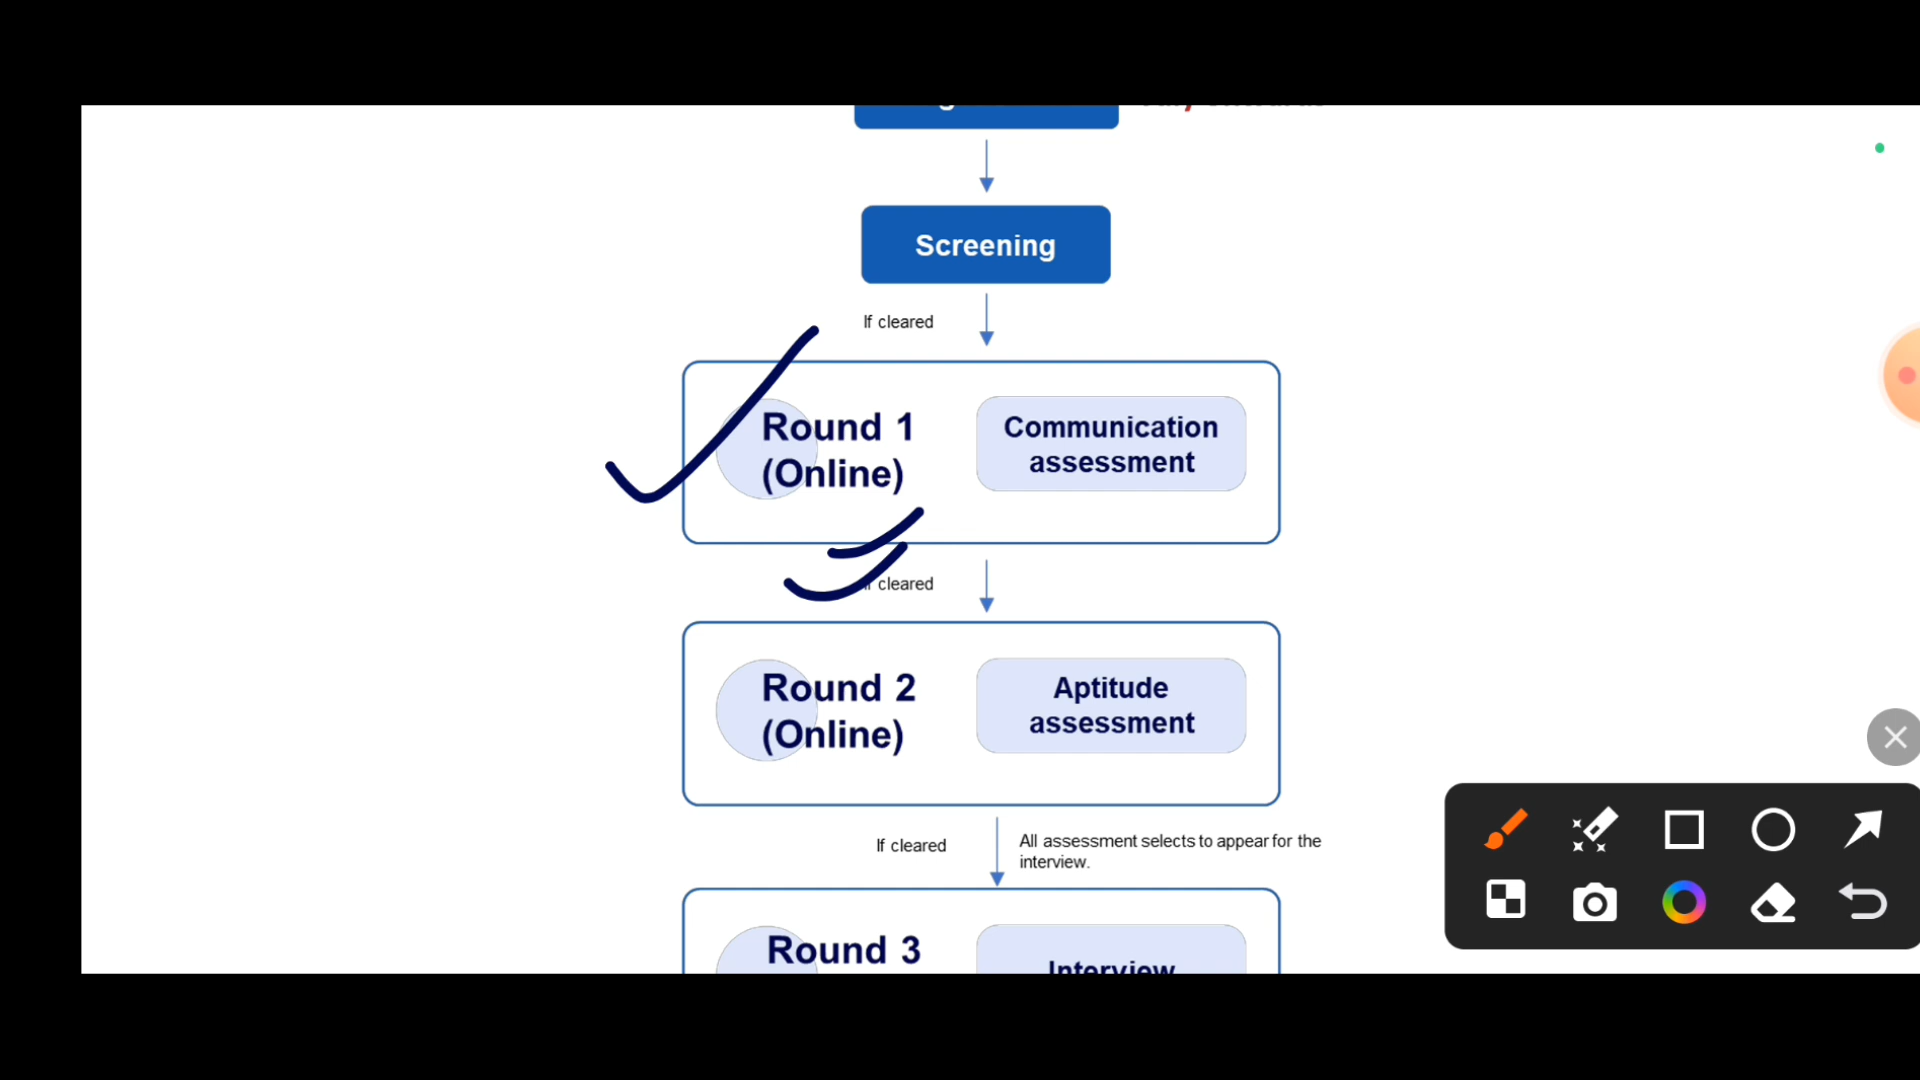 Screening
If cleared
Round 1
(Online)
Communication
assessment
cleared
Round 2
(Online)
Aptitude
assessment
If cleared
All assessment selects to appear for the
interview.
Round 3
Interview